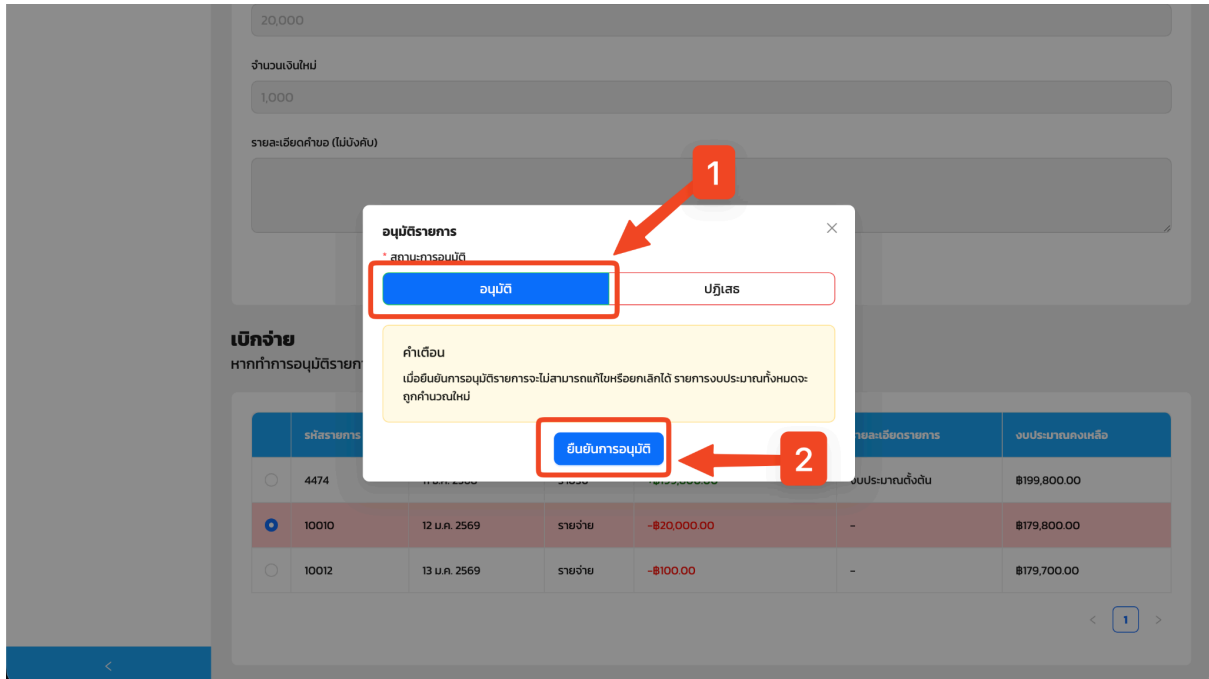 20,000
จำนวนเงินใหม่
1,000
รายละเอียดคำขอ (ไม่บังคับ)
1
อนุมัติรายการ
* สถานะการอนุมัติ
อนุมัติ ปฏิเสธ
คำเตือน
เมื่อยืนยันการอนุมัติรายการจะไม่สามารถแก้ไขหรือยกเลิกได้ รายการงบประมาณทั้งหมดจะ
ถูกคำนวณใหม่
ยืนยันการอนุมัติ
2
เบิกจ่าย
หากทำการอนุมัติรายก
รหัสรายการ ายละเอียดรายการ งบประมาณคงเหลือ
4474 งบประมาณตั้งต้น ฿199,800.00
10010 12 ม.ค. 2569 รายจ่าย -฿20,000.00 - ฿179,800.00
10012 13 ม.ค. 2569 รายจ่าย -฿100.00 - ฿179,700.00
< 1 >
<